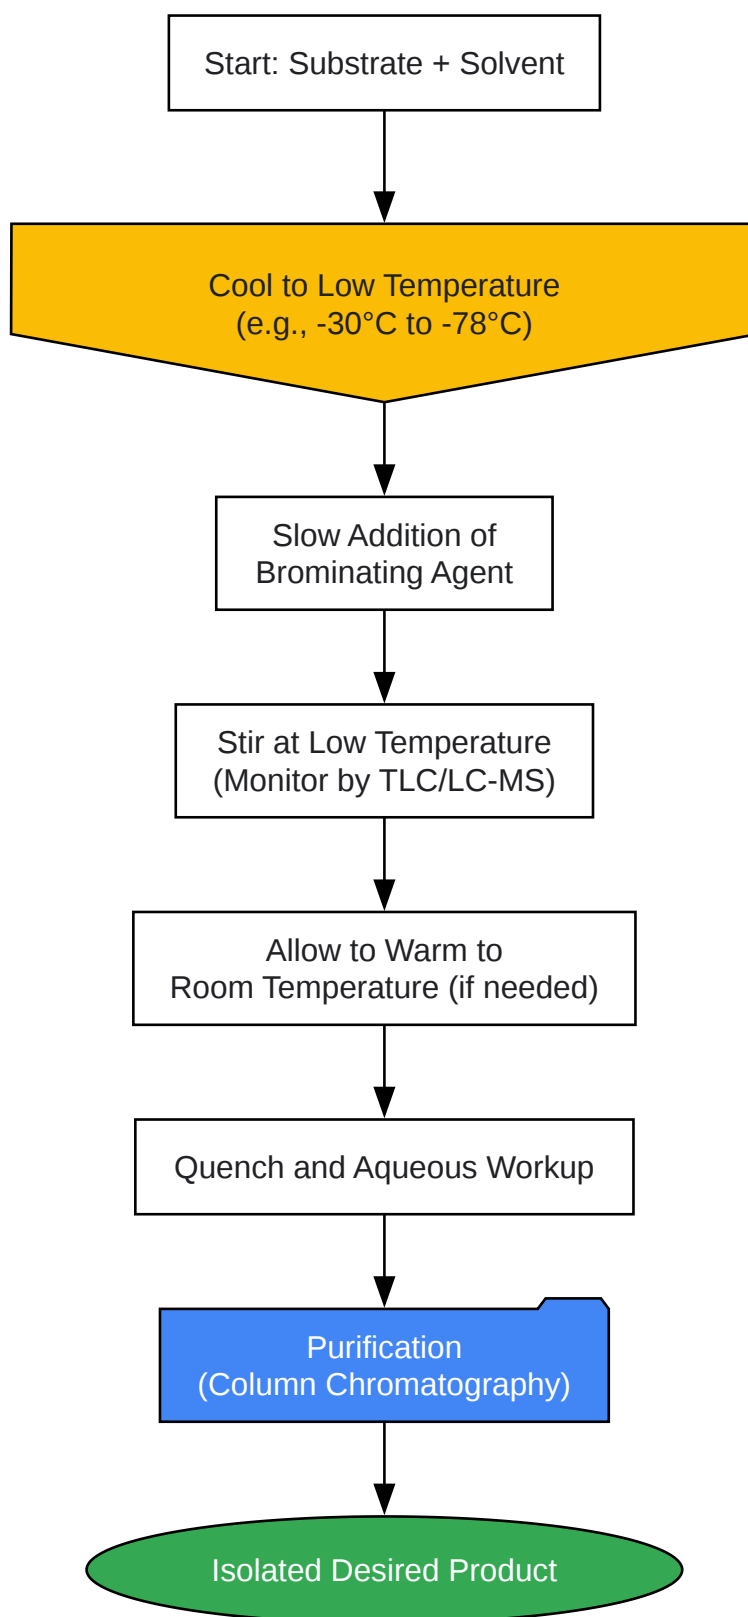 Start: Substrate + Solvent
Cool to Low Temperature
(e.g., -30°C to -78°C)
Slow Addition of
Brominating Agent
Stir at Low Temperature
(Monitor by TLC/LC-MS)
Allow to Warm to
Room Temperature (if needed)
Quench and Aqueous Workup
Purification
(Column Chromatography)
Isolated Desired Product